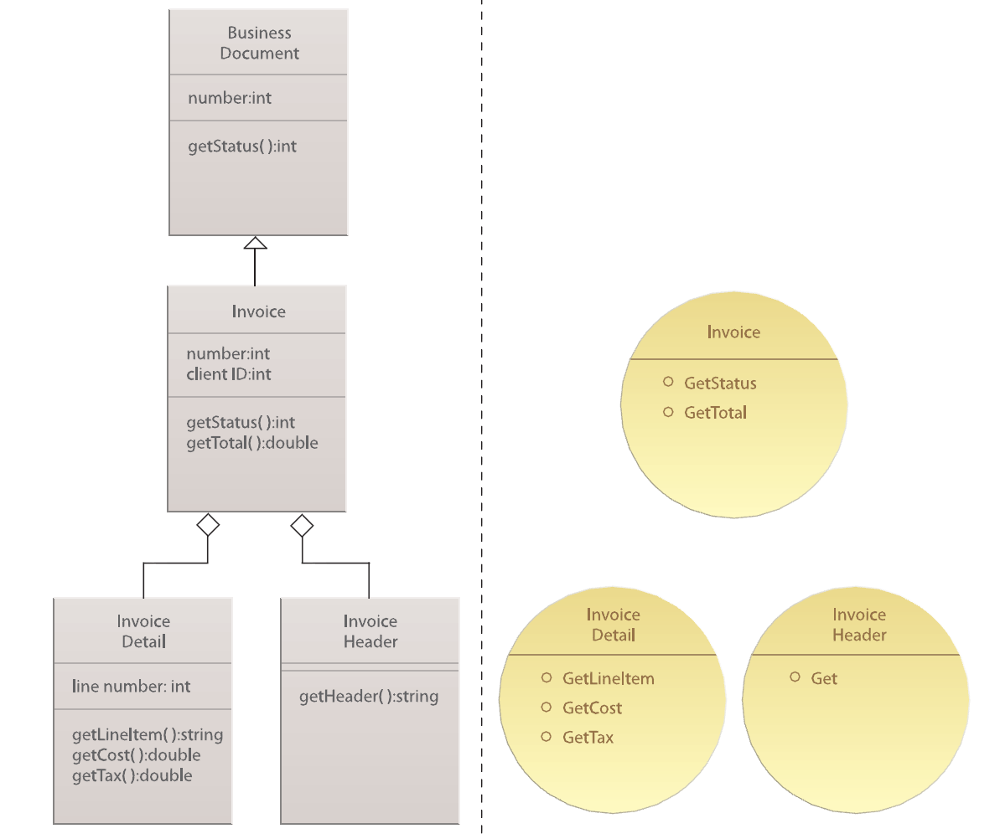 Business
Document
number:int
getStatus( ):int
Invoice
number:int
client ID:int
getStatus( ):int
getTotal( ):double
Invoice
Detail
line number: int
getLineItem( ):string
getCost( ):double
getTax( ):double
Invoice
Header
getHeader( ):string
Invoice
GetStatus
GetTotal
Invoice
Detail
GetLineItem
GetCost
GetTax
Invoice
Header
Get